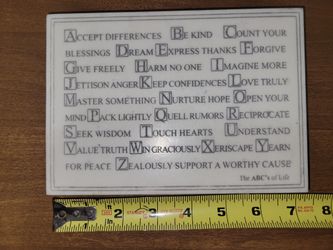 ACCEPT DIFFERENCES BE KIND COUNT YOUR
BLESSINGS DREAM EXPRESS THANKS FORGIVE
GIVE FREELY HARM NO ONE IMAGINE MORE
JETTISON ANGER KEEP CONFIDENCES LOVE TRULY
MASTER SOMETHING NURTURE HOPE OPEN YOUR
MIND PACK LIGHTLY QUELL RUMORS RECIPROCATE
SEEK WISDOM TOUCH HEARTS UNDERSTAND
VALUE TRUTH WIN GRACIOUSLY XERISCAPE YEARN
FOR PEACE ZEALOUSLY SUPPORT A WORTHY CAUSE
The ABC's of Life
1 2 3 4 5 6 7 8